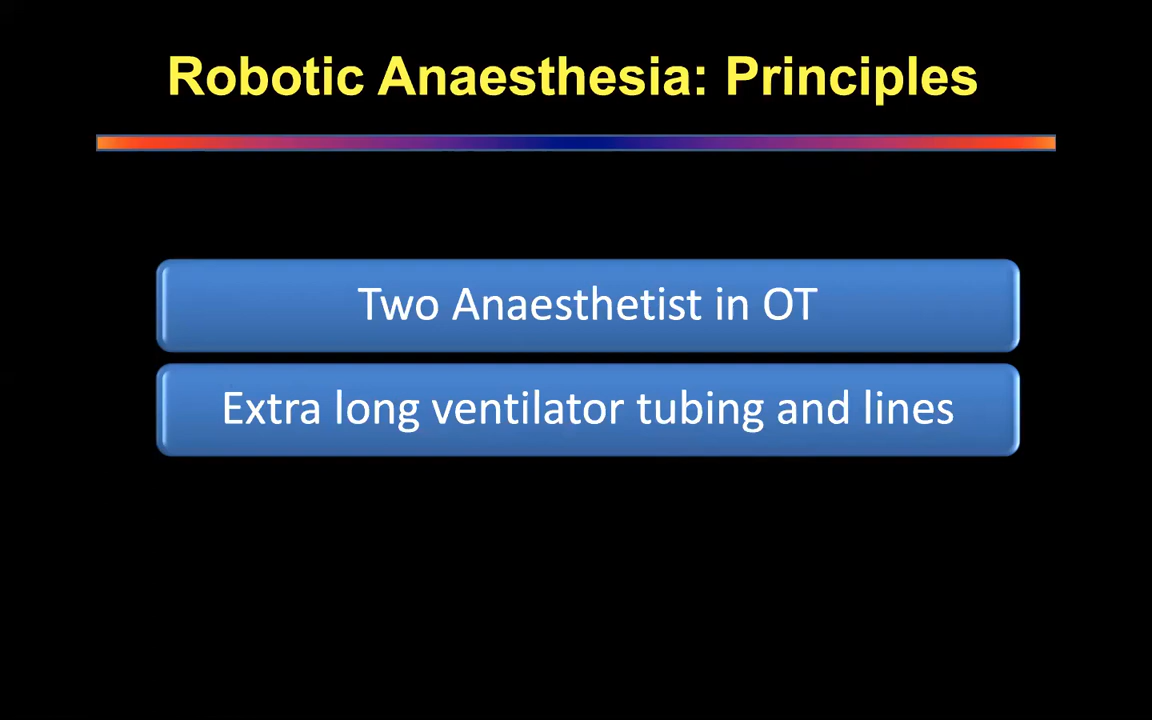 Robotic Anaesthesia: Principles
Two Anaesthetist in OT
Extra long ventilator tubing and lines